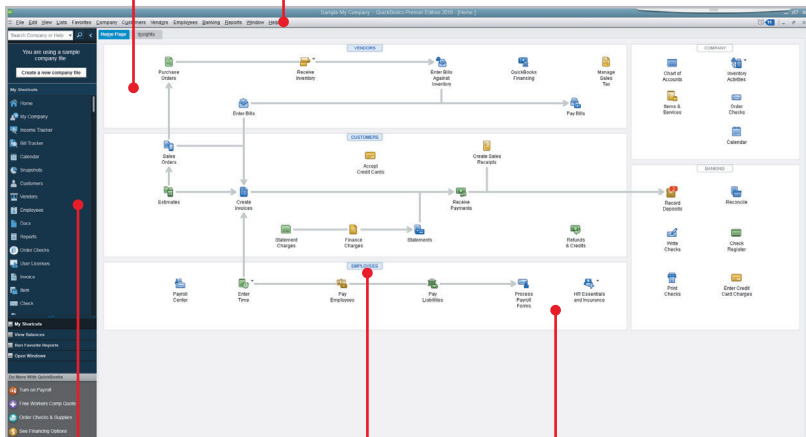 Sample My Company - QuickBooks Premier Edition 2019 - [Home ]
File Edit View Lists Favorites Company Customers Vendors Employees Banking Reports Window Help
Search Company or Help
Home Page Insights
You are using a sample
company file
Create a new company file
My Shortcuts
Home
My Company
Income Tracker
Bill Tracker
Calendar
Snapshots
Customers
Vendors
Employees
Docs
Reports
Order Checks
User Licenses
Invoice
Item
Check
My Shortcuts
View Balances
Run Favorite Reports
Open Windows
Do More With QuickBooks
Turn on Payroll
Free Workers Comp Quote
Order Checks & Supplies
See Financing Options
VENDORS
Purchase
Orders
Receive
Inventory
Enter Bills
Against
Inventory
QuickBooks
Financing
Manage
Sales
Tax
Enter Bills
Pay Bills
CUSTOMERS
Sales
Orders
Accept
Credit Cards
Create Sales
Receipts
Estimates
Create
Invoices
Receive
Payments
Statement
Charges
Finance
Charges
Statements
Refunds
& Credits
EMPLOYEES
Payroll
Center
Enter
Time
Pay
Employees
Pay
Liabilities
Process
Payroll
Forms
HR Essentials
and Insurance
COMPANY
Chart of
Accounts
Inventory
Activities
Items &
Services
Order
Checks
Calendar
BANKING
Record
Deposits
Reconcile
Write
Checks
Check
Register
Print
Checks
Enter Credit
Card Charges